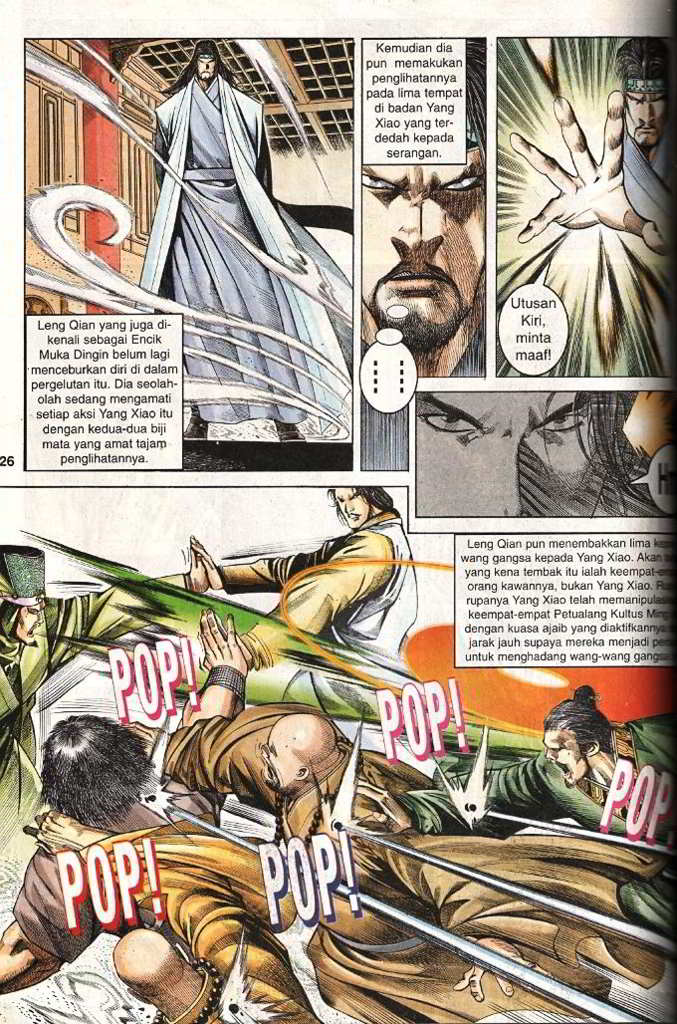 Leng Qian yang juga di-
kenali sebagai Encik
Muka Dingin belum lagi
menceburkan diri di dalam
pergelutan itu. Dia seolah-
olah sedang mengamati
setiap aksi Yang Xiao itu
dengan kedua-dua biji
mata yang amat tajam
penglihatannya.
Kemudian dia
pun memakukan
penglihatannya
pada lima tempat
di badan Yang
Xiao yang ter-
dedah kepada
serangan.
Utusan
Kiri,
minta
maaf!
26
Leng Qian pun menembakkan lima
wang gangsa kepada Yang Xiao. Akan
yang kena tembak itu ialah keempat-
orang kawannya, bukan Yang Xiao.
rupanya Yang Xiao telah memanipulas
keempat-empat Petualang Kultus Ming
dengan kuasa ajaib yang diaktifkannya
jarak jauh supaya mereka menjadi
untuk menghadang wang-wang gangsa
POP!
POP!
POP!
POP!
POP!